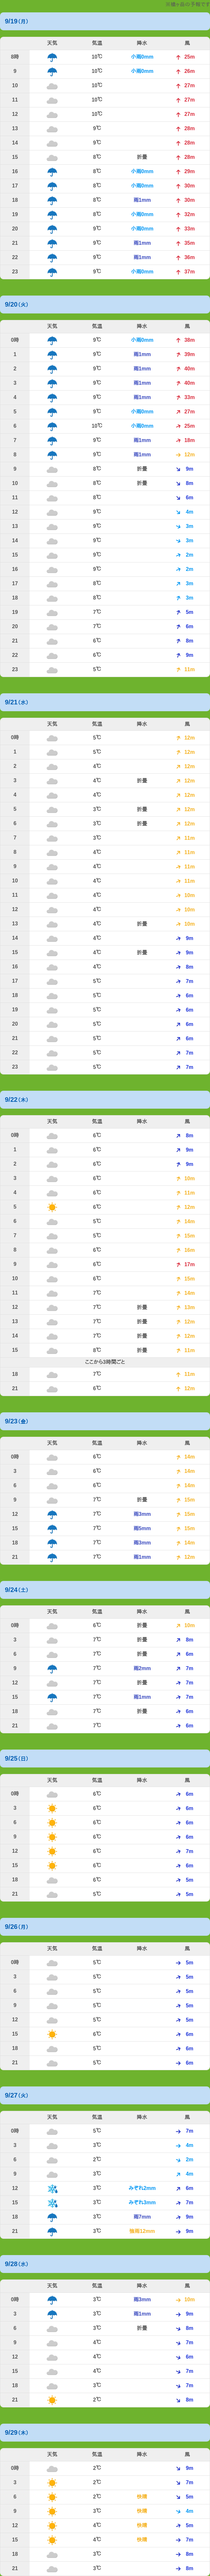 9/19(月)
天気 気温 降水 風
8時 10℃ 小雨0mm 25m
9 10℃ 小雨0mm 26m
10 10℃ 27m
11 10℃ 27m
12 10℃ 27m
13 9℃ 28m
14 9℃ 28m
15 8℃ 折畳 28m
16 8℃ 小雨0mm 29m
17 8℃ 小雨0mm 30m
18 8℃ 雨1mm 30m
19 8℃ 小雨0mm 32m
20 9℃ 小雨0mm 33m
21 9℃ 雨1mm 35m
22 9℃ 雨1mm 36m
23 9℃ 小雨0mm 37m
9/20(火)
天気 気温 降水 風
0時 9℃ 小雨0mm 38m
1 9℃ 雨1mm 39m
2 9℃ 雨1mm 40m
3 9℃ 雨1mm 40m
4 9℃ 雨1mm 33m
5 9℃ 小雨0mm 27m
6 10℃ 小雨0mm 25m
7 9℃ 雨1mm 18m
8 9℃ 雨1mm 12m
9 8℃ 折畳 9m
10 8℃ 折畳 8m
11 8℃ 6m
12 9℃ 4m
13 9℃ 3m
14 9℃ 3m
15 9℃ 2m
16 9℃ 2m
17 8℃ 3m
18 8℃ 3m
19 7℃ 5m
20 7℃ 6m
21 6℃ 8m
22 6℃ 9m
23 5℃ 11m
9/21(水)
天気 気温 降水 風
0時 5℃ 12m
1 5℃ 12m
2 4℃ 12m
3 4℃ 折畳 12m
4 4℃ 12m
5 3℃ 折畳 12m
6 3℃ 折畳 12m
7 3℃ 11m
8 4℃ 11m
9 4℃ 11m
10 4℃ 11m
11 4℃ 10m
12 4℃ 10m
13 4℃ 折畳 10m
14 4℃ 9m
15 4℃ 折畳 9m
16 4℃ 8m
17 5℃ 7m
18 5℃ 6m
19 5℃ 6m
20 5℃ 6m
21 5℃ 6m
22 5℃ 7m
23 5℃ 7m
9/22(木)
天気 気温 降水 風
0時 6℃ 8m
1 6℃ 9m
2 6℃ 9m
3 6℃ 10m
4 6℃ 11m
5 6℃ 12m
6 5℃ 14m
7 5℃ 15m
8 6℃ 16m
9 6℃ 17m
10 6℃ 15m
11 7℃ 14m
12 7℃ 折畳 13m
13 7℃ 折畳 12m
14 7℃ 折畳 12m
15 8℃ 折畳 11m
ここから3時間ごと
18 7℃ 11m
21 6℃ 12m
9/23(金)
天気 気温 降水 風
0時 6℃ 14m
3 6℃ 14m
6 6℃ 14m
9 7℃ 折畳 15m
12 7℃ 雨3mm 15m
15 7℃ 雨5mm 15m
18 7℃ 雨3mm 14m
21 7℃ 雨1mm 12m
9/24(土)
天気 気温 降水 風
0時 6℃ 折畳 10m
3 7℃ 折畳 8m
6 7℃ 折畳 6m
9 7℃ 雨2mm 7m
12 7℃ 折畳 7m
15 7℃ 雨1mm 7m
18 7℃ 折畳 6m
21 7℃ 6m
9/25(日)
天気 気温 降水 風
0時 6℃ 6m
3 6℃ 6m
6 6℃ 6m
9 6℃ 6m
12 6℃ 7m
15 6℃ 6m
18 6℃ 5m
21 5℃ 5m
9/26(月)
天気 気温 降水 風
0時 5℃ 5m
3 5℃ 5m
6 5℃ 5m
9 5℃ 5m
12 5℃ 5m
15 6℃ 6m
18 5℃ 6m
21 5℃ 6m
9/27(火)
天気 気温 降水 風
0時 5℃ 7m
3 3℃ 4m
6 2℃ 2m
9 3℃ 4m
12 3℃ みぞれ2mm 6m
15 3℃ みぞれ3mm 7m
18 3℃ 雨7mm 9m
21 3℃ 強雨12mm 9m
9/28(水)
天気 気温 降水 風
0時 3℃ 雨3mm 10m
3 3℃ 雨1mm 9m
6 3℃ 折畳 8m
9 4℃ 7m
12 4℃ 6m
15 4℃ 7m
18 3℃ 7m
21 2℃ 8m
9/29(木)
天気 気温 降水 風
0時 2℃ 9m
3 2℃ 7m
6 2℃ 快晴 5m
9 3℃ 快晴 4m
12 4℃ 快晴 5m
15 4℃ 快晴 7m
18 3℃ 8m
21 3℃ 8m